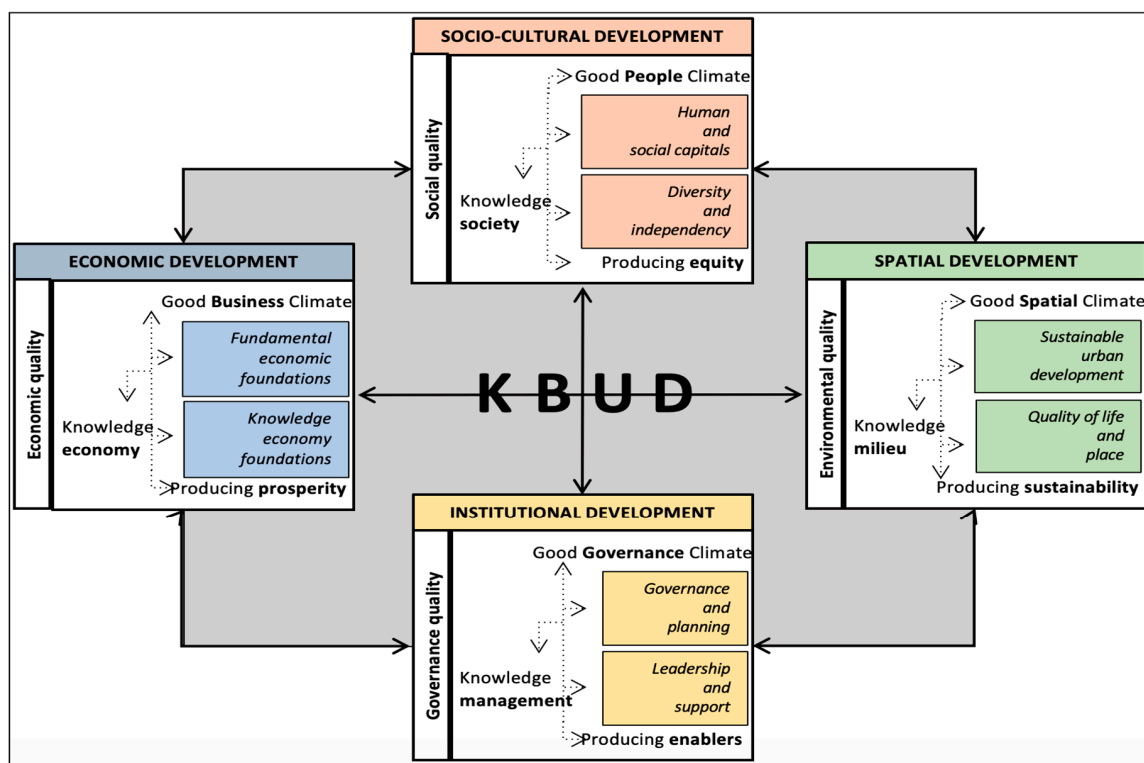 SOCIO-CULTURAL DEVELOPMENT
Social quality
Good People Climate
Human
and
social capitals
Knowledge
society
Diversity
and
independency
Producing equity
ECONOMIC DEVELOPMENT
Economic quality
Good Business Climate
Fundamental
economic
foundations
Knowledge
economy
Knowledge
economy
foundations
Producing prosperity
KBUD
SPATIAL DEVELOPMENT
Environmental quality
Good Spatial Climate
Sustainable
urban
development
Knowledge
milieu
Quality of life
and
place
Producing sustainability
INSTITUTIONAL DEVELOPMENT
Governance quality
Good Governance Climate
Governance
and
planning
Knowledge
management
Leadership
and
support
Producing enablers